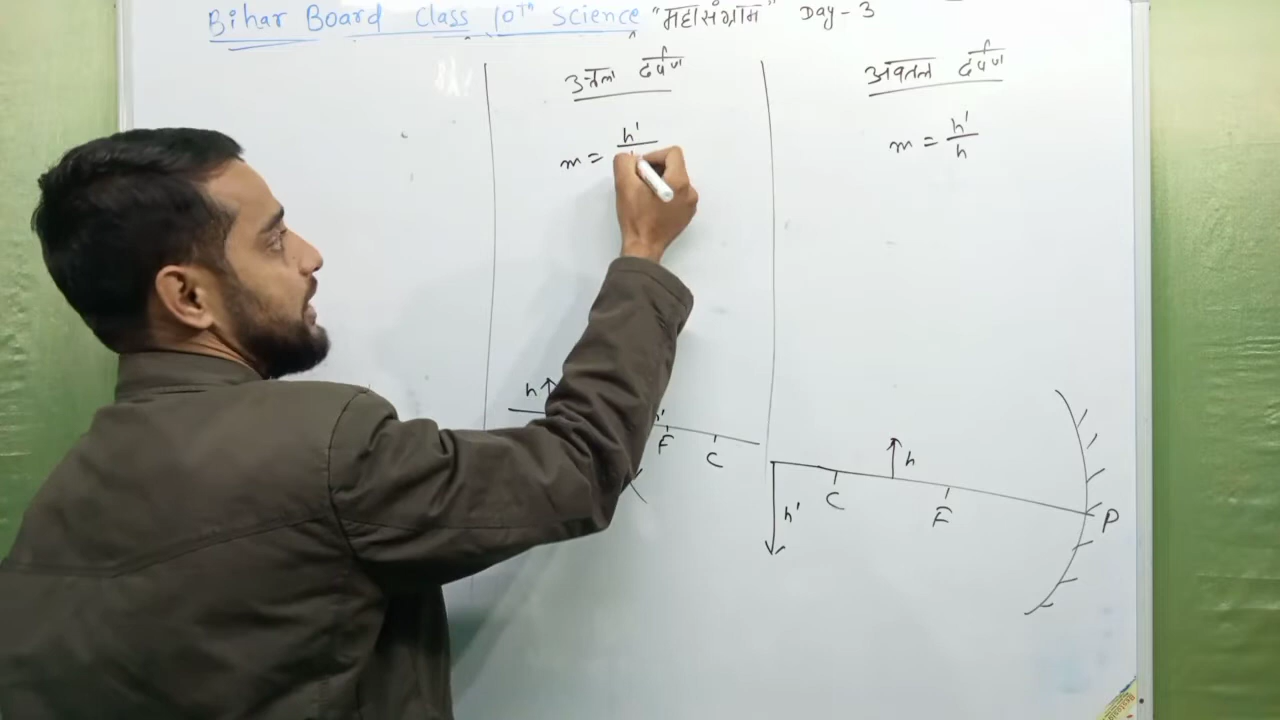 Bihar Board Class 10TH Science "महासंग्राम" Day - 3
उत्तल दर्पण
m = h'
h
h'
F
C
अवतल दर्पण
m = h'/h
h
h'
C
F
P